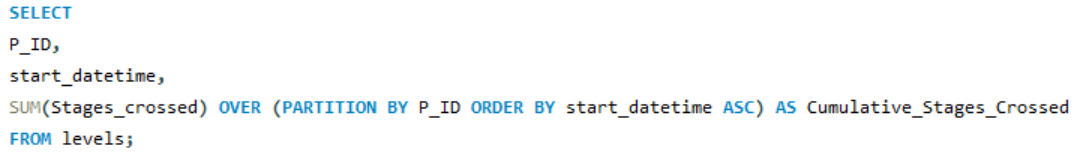 SELECT
P_ID,
start_datetime,
SUM(Stages_crossed) OVER (PARTITION BY P_ID ORDER BY start_datetime ASC) AS Cumulative_Stages_Crossed
FROM levels;